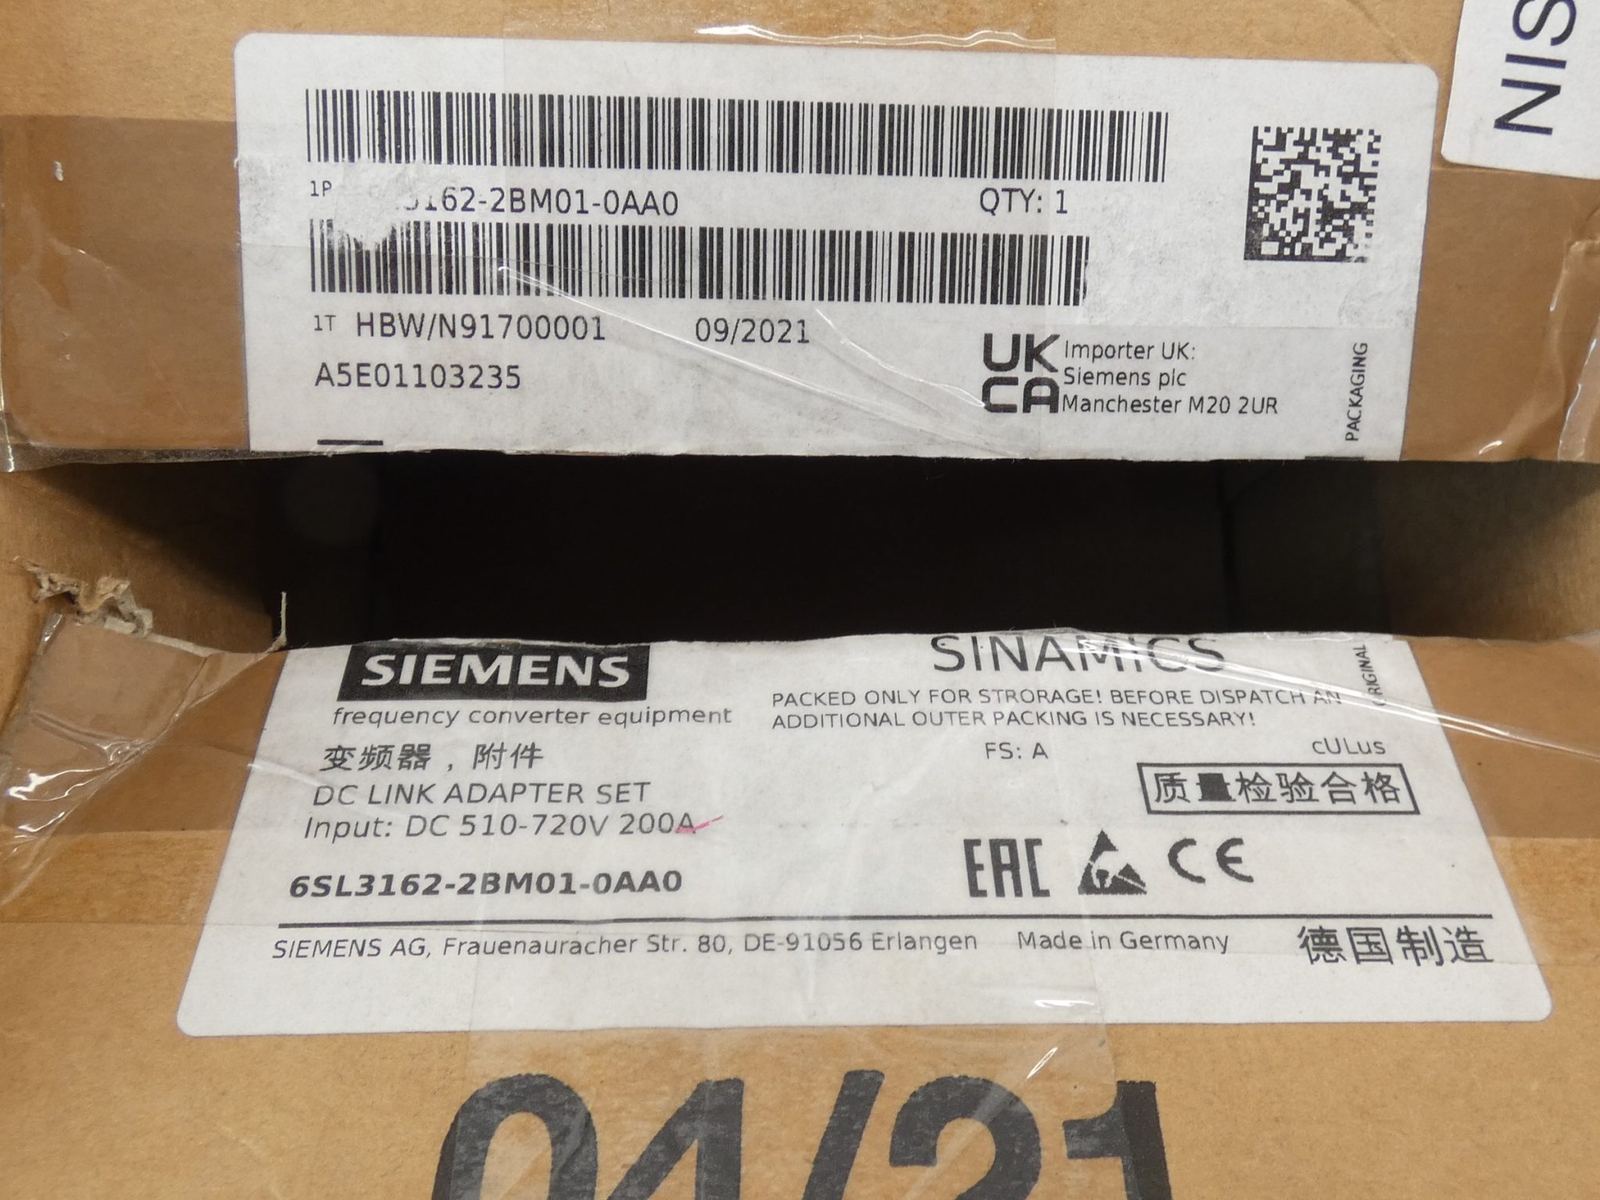 NIS
1P 3162-2BM01-0AA0 QTY: 1
1T HBW/N91700001 09/2021
A5E01103235
UK
CA
Importer UK:
Siemens plc
Manchester M20 2UR
PACKAGING
ORIGINAL
SIEMENS
SINAMICS
frequency converter equipment
PACKED ONLY FOR STRORAGE! BEFORE DISPATCH AN
ADDITIONAL OUTER PACKING IS NECESSARY!
变频器，附件
FS: A
cULus
DC LINK ADAPTER SET
质量检验合格
Input: DC 510-720V 200A
6SL3162-2BM01-0AA0
EAC
CE
SIEMENS AG, Frauenauracher Str. 80, DE-91056 Erlangen Made in Germany 德国制造
04/21